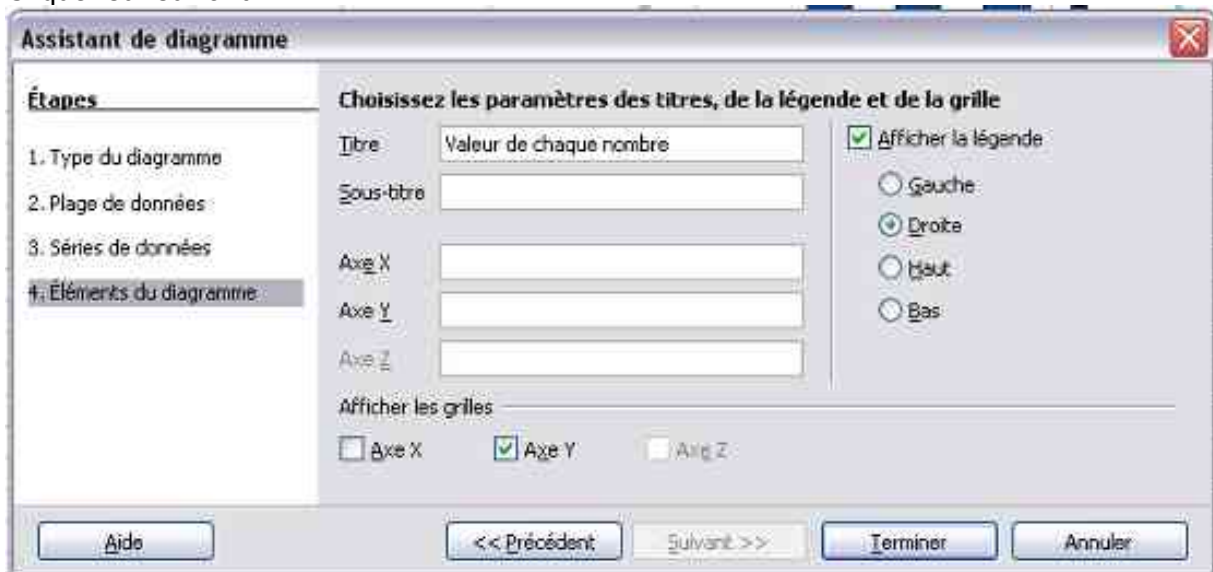 Assistant de diagramme
Étapes
1. Type du diagramme
2. Plage de données
3. Séries de données
4. Éléments du diagramme
Choisissez les paramètres des titres, de la légende et de la grille
Titre Valeur de chaque nombre
Sous-titre
Axe X
Axe Y
Axe Z
Afficher la légende
Gauche
Droite
Haut
Bas
Afficher les grilles
Axe X Axe Y Axe Z
Aide << Précédent Suivant >> Terminer Annuler